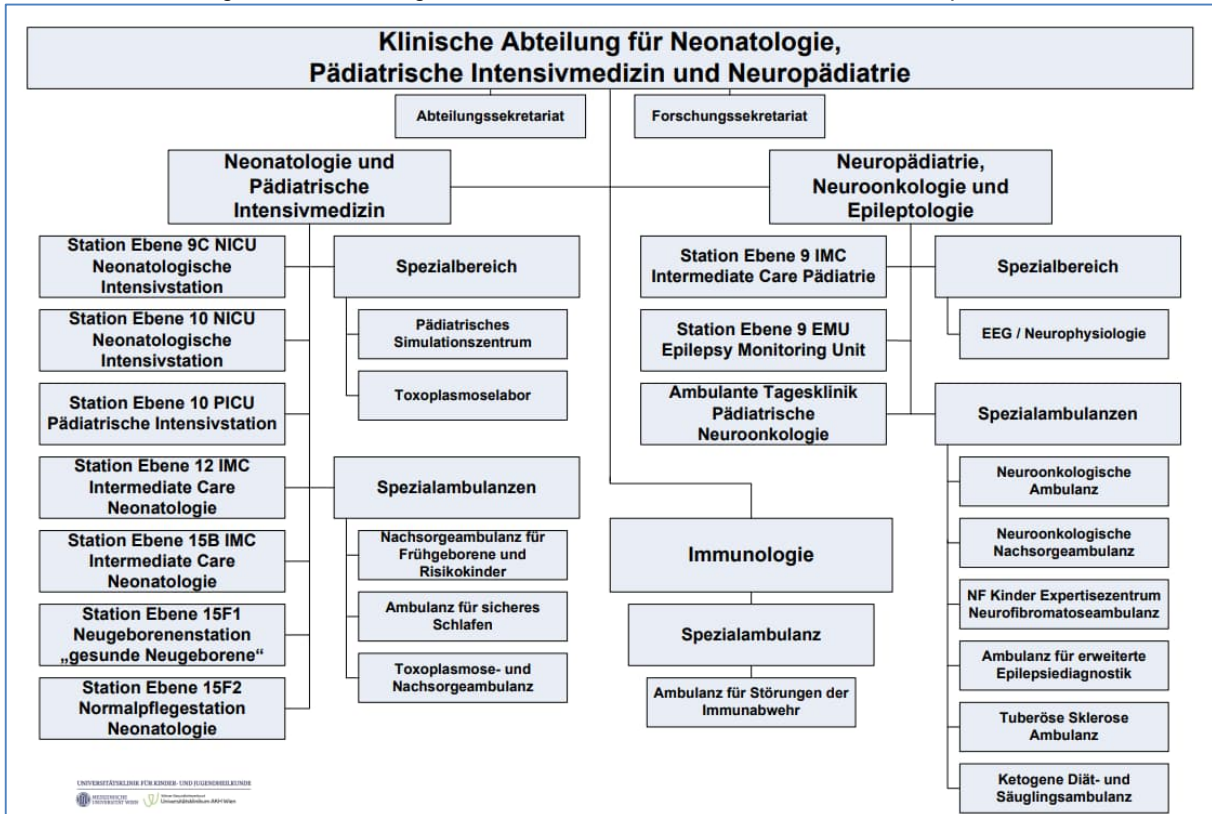 Klinische Abteilung für Neonatologie,
Pädiatrische Intensivmedizin und Neuropädiatrie
Abteilungssekretariat
Forschungssekretariat
Neonatologie und
Pädiatrische
Intensivmedizin
Neuropädiatrie,
Neuroonkologie und
Epileptologie
Station Ebene 9C NICU
Neonatologische
Intensivstation
Station Ebene 10 NICU
Neonatologische
Intensivstation
Station Ebene 10 PICU
Pädiatrische Intensivstation
Station Ebene 12 IMC
Intermediate Care
Neonatologie
Station Ebene 15B IMC
Intermediate Care
Neonatologie
Station Ebene 15F1
Neugeborenenstation
„gesunde Neugeborene“
Station Ebene 15F2
Normalpflegestation
Neonatologie
Spezialbereich
Pädiatrisches
Simulationszentrum
Toxoplasmoselabor
Spezialambulanzen
Nachsorgeambulanz für
Frühgeborene und
Risikokinder
Ambulanz für sicheres
Schlafen
Toxoplasmose- und
Nachsorgeambulanz
Immunologie
Spezialambulanz
Ambulanz für Störungen der
Immunabwehr
Station Ebene 9 IMC
Intermediate Care Pädiatrie
Station Ebene 9 EMU
Epilepsy Monitoring Unit
Ambulante Tagesklinik
Pädiatrische
Neuroonkologie
Spezialbereich
EEG / Neurophysiologie
Spezialambulanzen
Neuroonkologische
Ambulanz
Neuroonkologische
Nachsorgeambulanz
NF Kinder Expertisezentrum
Neurofibromatoseambulanz
Ambulanz für erweiterte
Epilepsiediagnostik
Tuberöse Sklerose
Ambulanz
Ketogene Diät- und
Säuglingsambulanz
UNIVERSITÄTSKLINIK FÜR KINDER- UND JUGENDHEILKUNDE
MEDIZINISCHE
UNIVERSITÄT WIEN
Universitätsklinikum AKH Wien